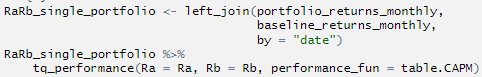 RaRb_single_portfolio <- left_join(portfolio_returns_monthly,
baseline_returns_monthly,
by = "date")
RaRb_single_portfolio %>%
tq_performance(Ra = Ra, Rb = Rb, performance_fun = table.CAPM)